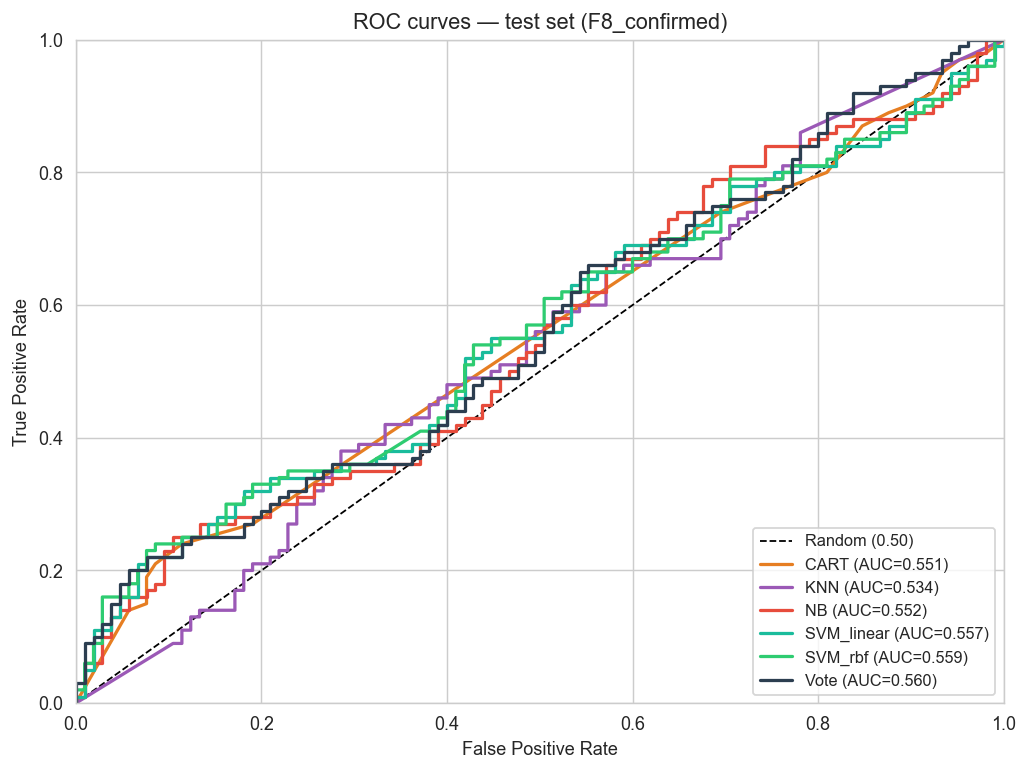 ROC curves — test set (F8_confirmed)
1.0
0.8
0.6
0.4
0.2
0.0
True Positive Rate
0.0 0.2 0.4 0.6 0.8 1.0
False Positive Rate
Random (0.50)
CART (AUC=0.551)
KNN (AUC=0.534)
NB (AUC=0.552)
SVM_linear (AUC=0.557)
SVM_rbf (AUC=0.559)
Vote (AUC=0.560)